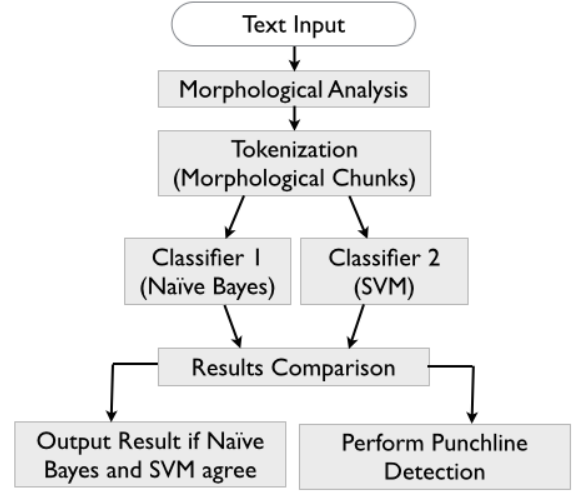 Text Input
Morphological Analysis
Tokenization
(Morphological Chunks)
Classifier 1
(Naïve Bayes)
Classifier 2
(SVM)
Results Comparison
Output Result if Naïve
Bayes and SVM agree
Perform Punchline
Detection